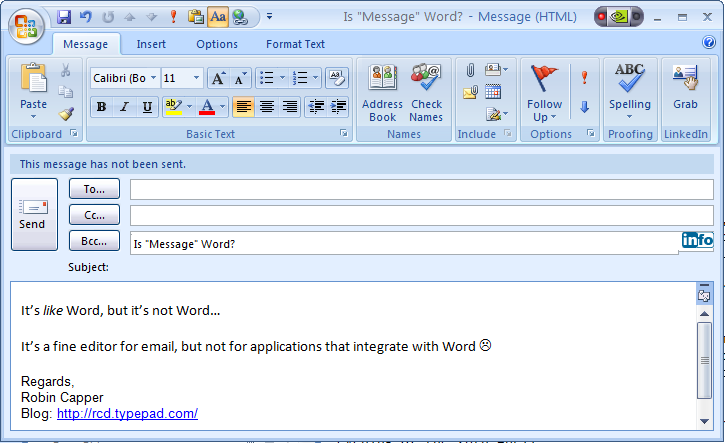 Is "Message" Word? - Message (HTML)
Message Insert Options Format Text
Paste
Clipboard
Calibri (Bo 11
B I U
Basic Text
Address Book
Check Names
Names
Include
Follow Up
Options
ABC
Spelling
Proofing
Grab
LinkedIn
This message has not been sent.
Send
To...
Cc...
Bcc...
Is "Message" Word?
info
Subject:
It's like Word, but it's not Word...
It's a fine editor for email, but not for applications that integrate with Word ☹
Regards,
Robin Capper
Blog: http://rcd.typepad.com/